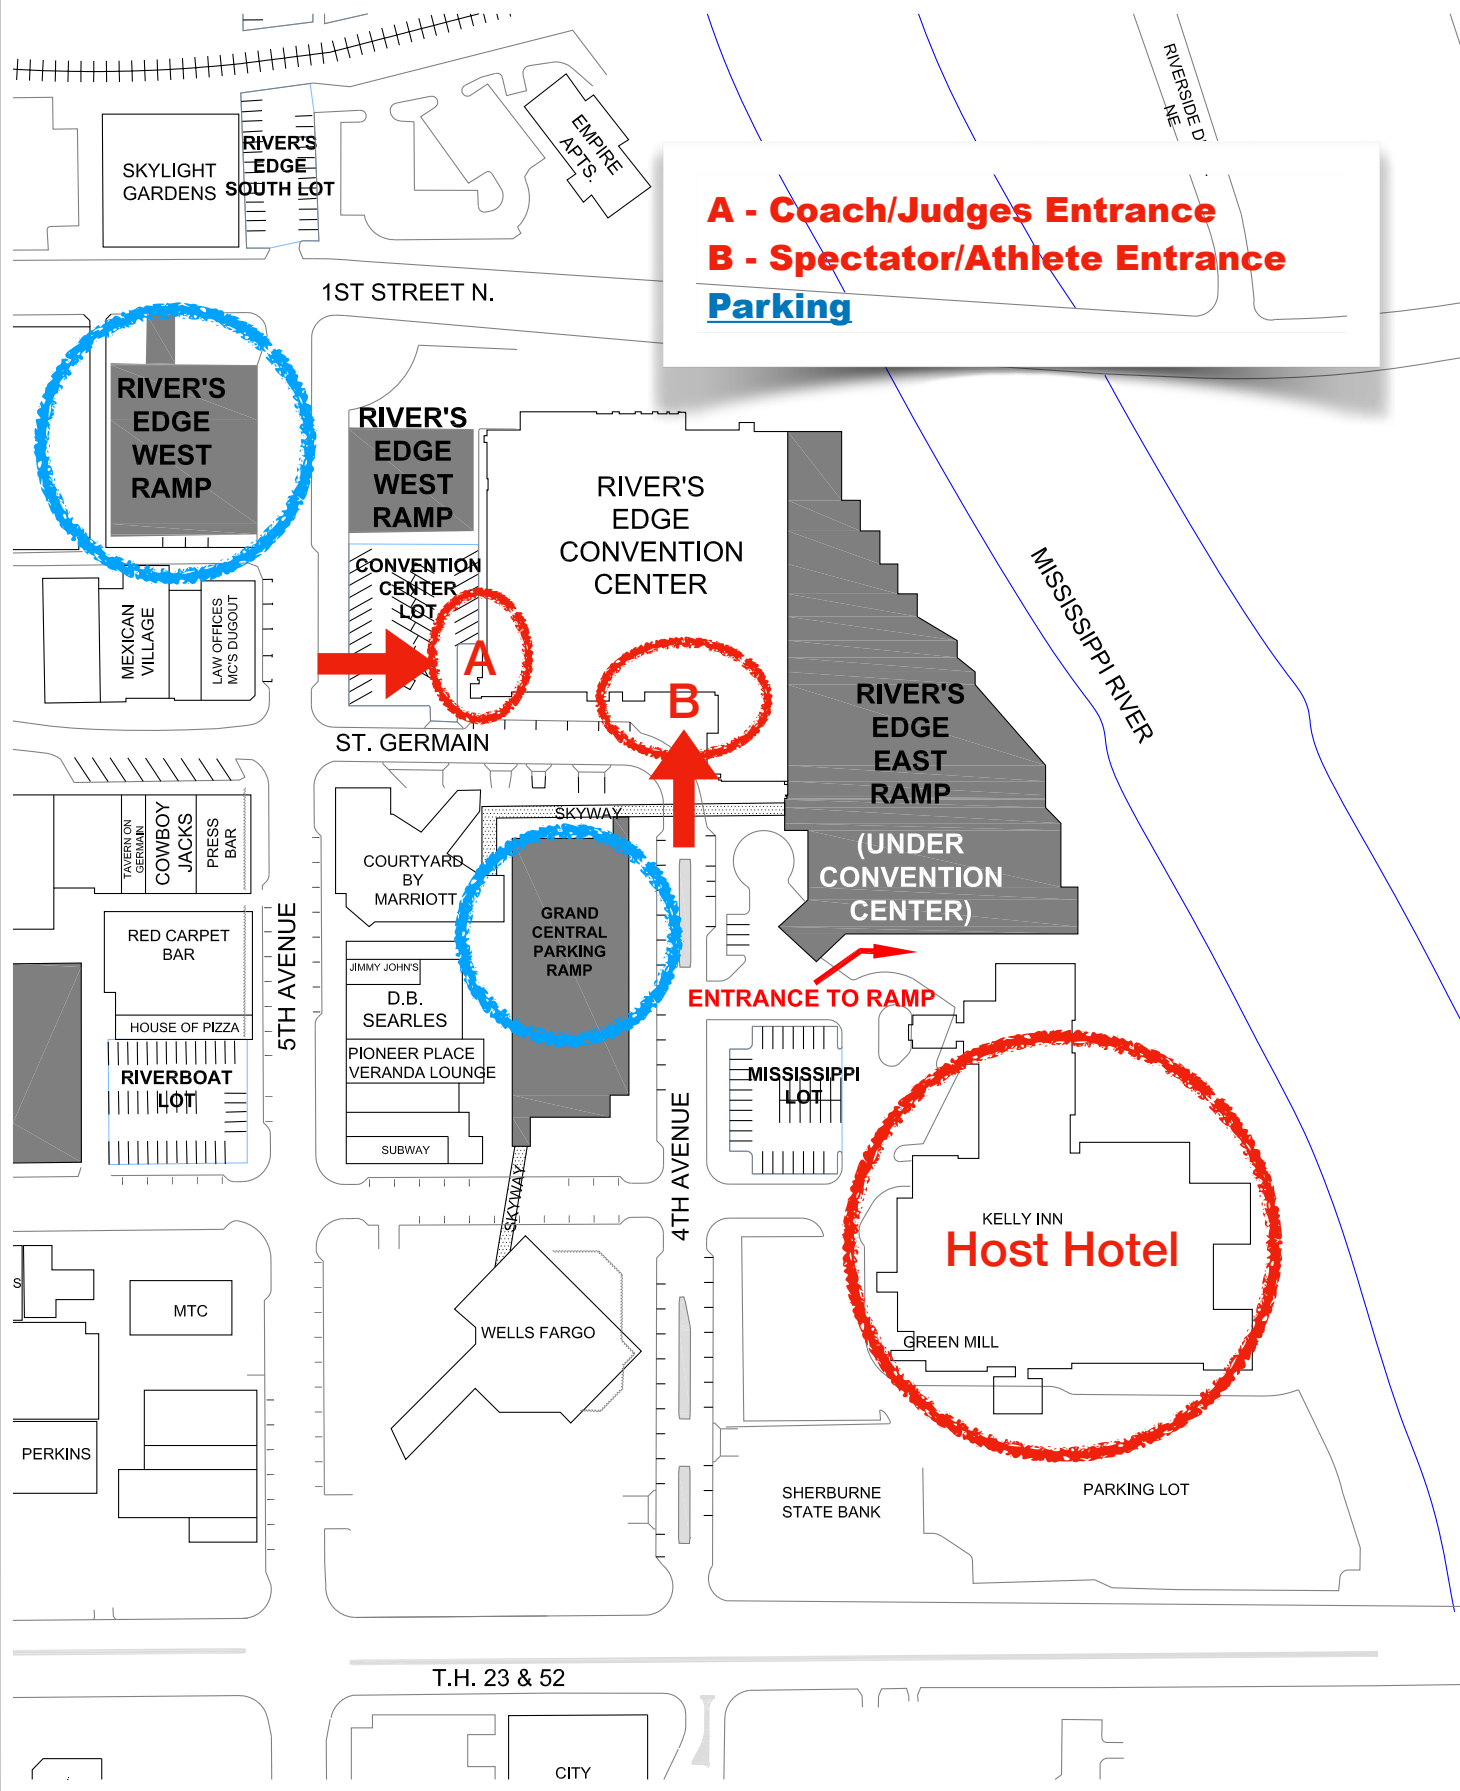 RIVERSIDE D
NE
EMPIRE
APTS.
SKYLIGHT
GARDENS
RIVER'S
EDGE
SOUTH LOT
A - Coach/Judges Entrance
B - Spectator/Athlete Entrance
Parking
1ST STREET N.
RIVER'S
EDGE
WEST
RAMP
RIVER'S
EDGE
WEST
RAMP
RIVER'S
EDGE
CONVENTION
CENTER
CONVENTION
CENTER
LOT
MISSISSIPPI RIVER
MEXICAN
VILLAGE
LAW OFFICES
MC'S DUGOUT
A
B
RIVER'S
EDGE
EAST
RAMP
(UNDER
CONVENTION
CENTER)
ST. GERMAIN
SKYWAY
TAVERN ON
GERMAIN
COWBOY
JACKS
PRESS
BAR
COURTYARD
BY
MARRIOTT
GRAND
CENTRAL
PARKING
RAMP
RED CARPET
BAR
HOUSE OF PIZZA
5TH AVENUE
JIMMY JOHN'S
D.B.
SEARLES
PIONEER PLACE
VERANDA LOUNGE
SUBWAY
ENTRANCE TO RAMP
RIVERBOAT
LOT
MISSISSIPPI
LOT
4TH AVENUE
SKYWAY
KELLY INN
Host Hotel
GREEN MILL
S
MTC
WELLS FARGO
PERKINS
SHERBURNE
STATE BANK
PARKING LOT
T.H. 23 & 52
CITY